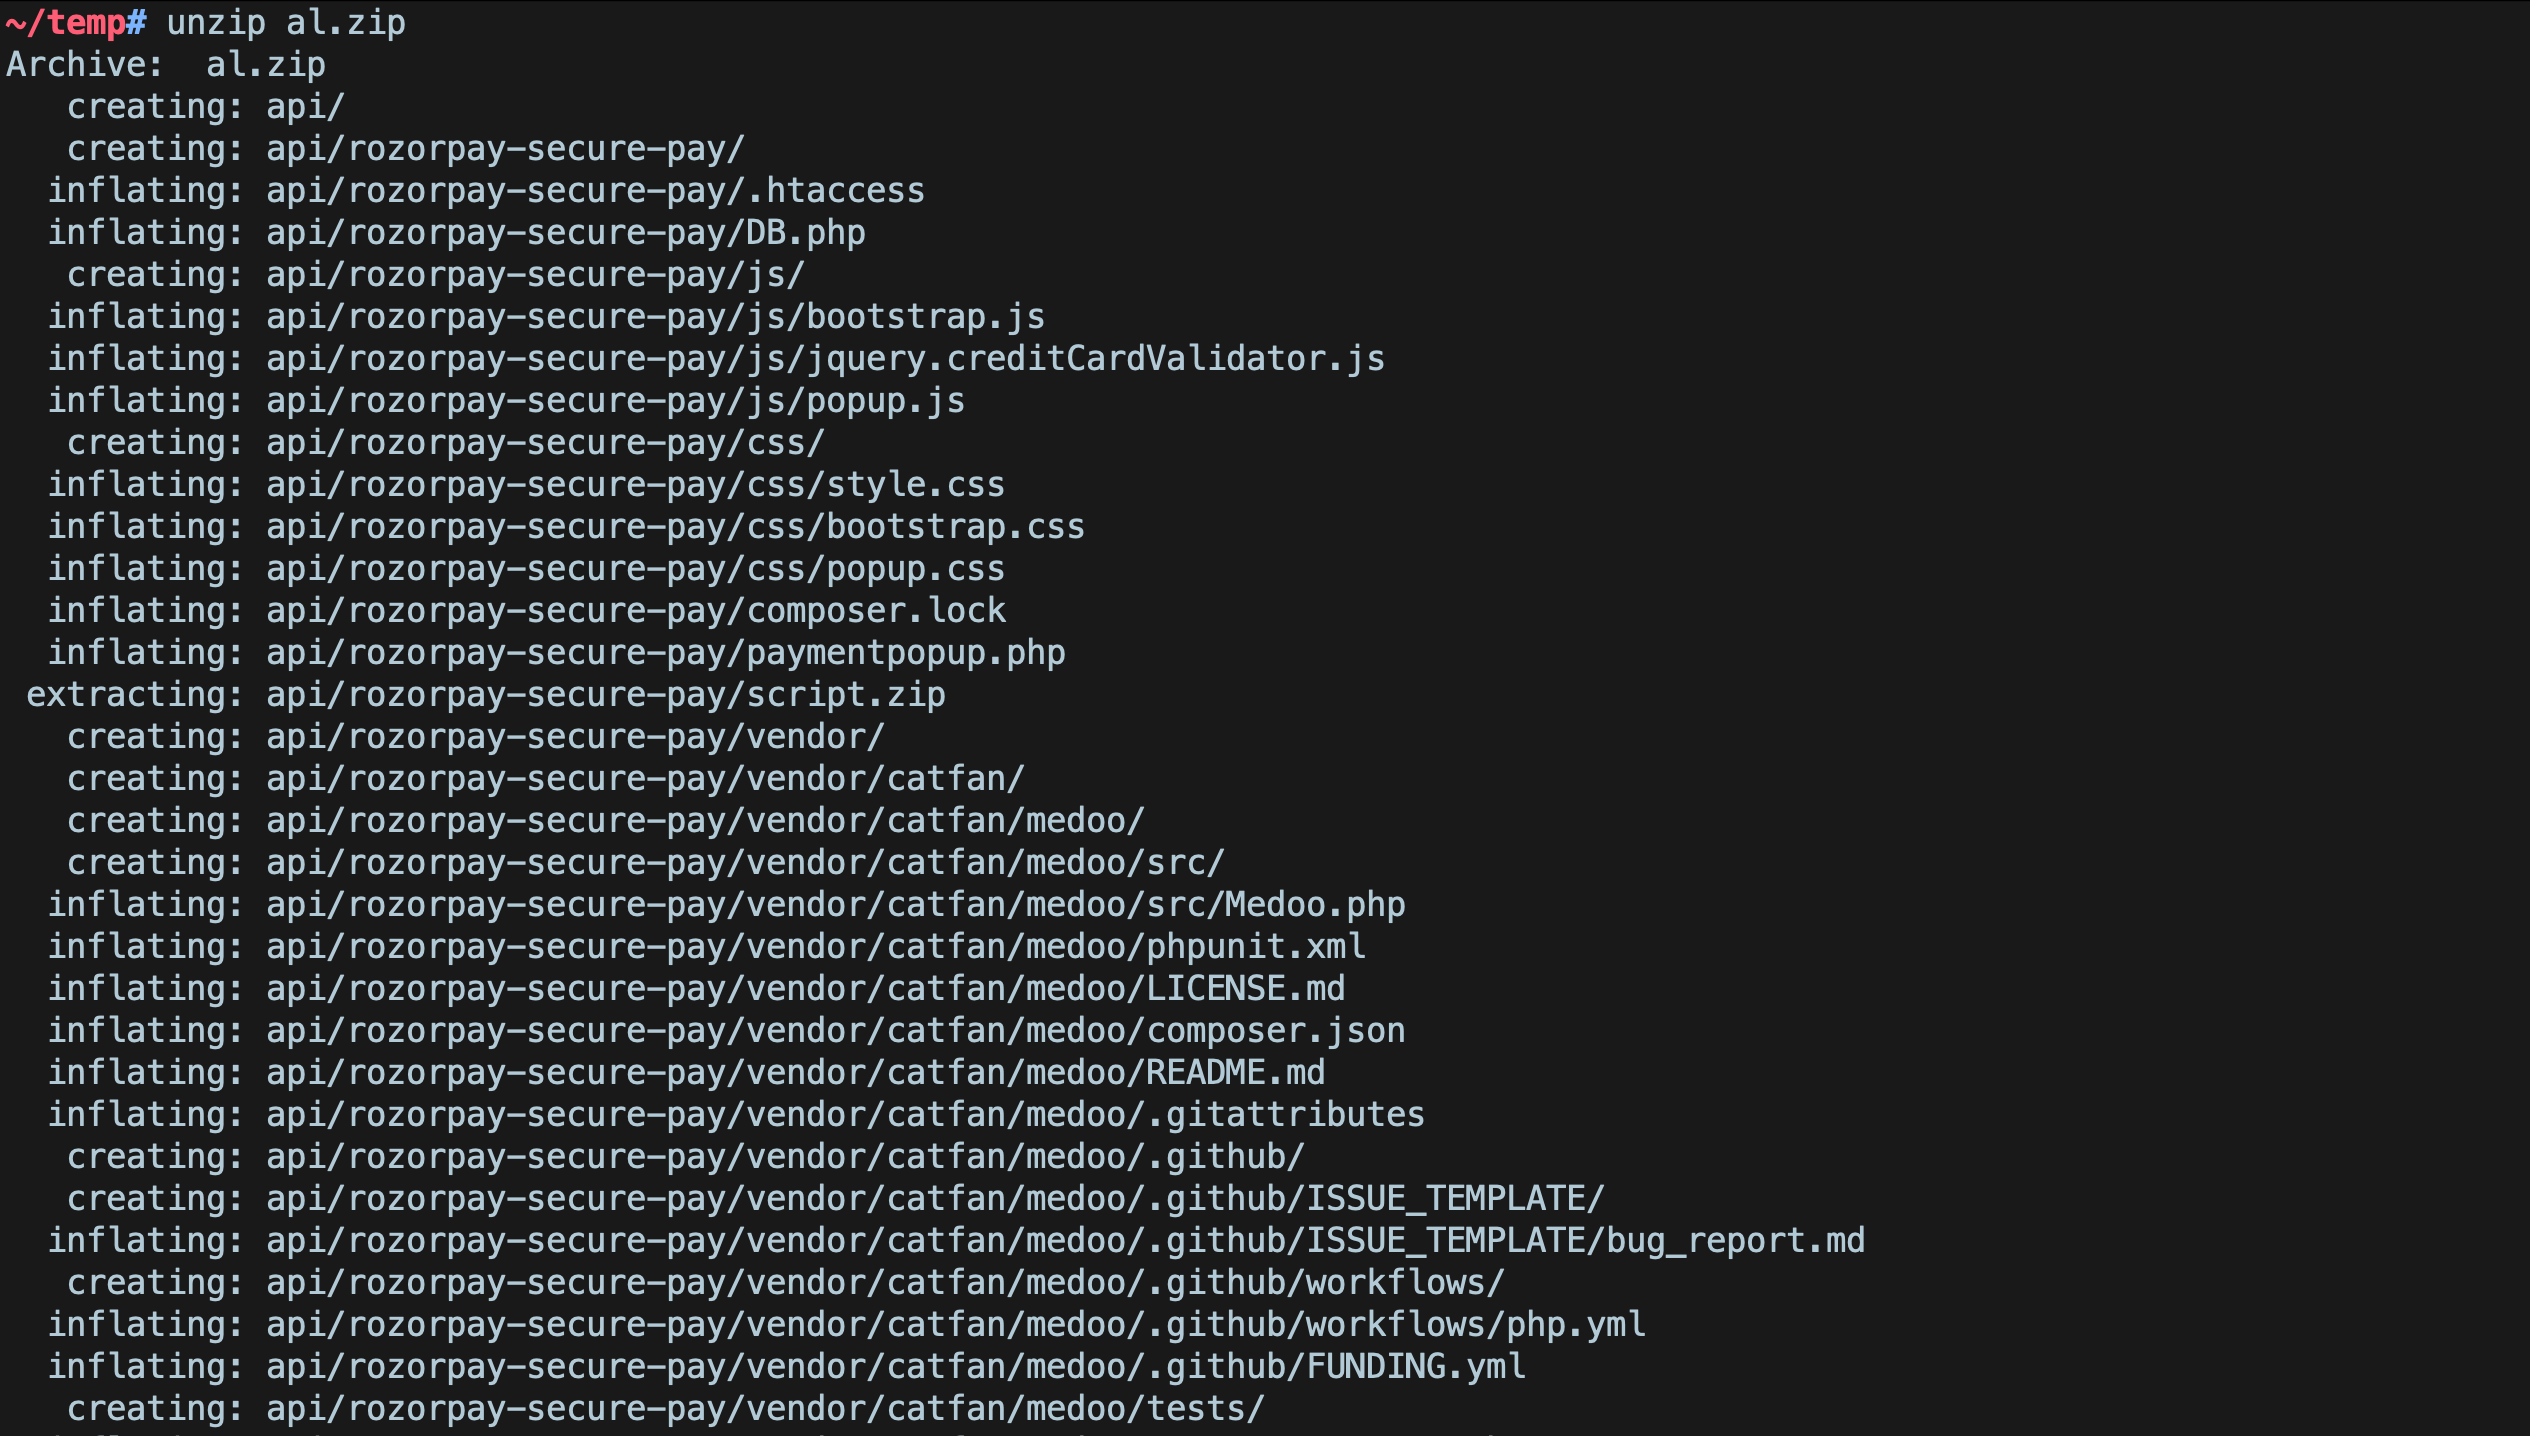 ~/temp# unzip al.zip
Archive:  al.zip
   creating: api/
   creating: api/rozorpay-secure-pay/
  inflating: api/rozorpay-secure-pay/.htaccess
  inflating: api/rozorpay-secure-pay/DB.php
   creating: api/rozorpay-secure-pay/js/
  inflating: api/rozorpay-secure-pay/js/bootstrap.js
  inflating: api/rozorpay-secure-pay/js/jquery.creditCardValidator.js
  inflating: api/rozorpay-secure-pay/js/popup.js
   creating: api/rozorpay-secure-pay/css/
  inflating: api/rozorpay-secure-pay/css/style.css
  inflating: api/rozorpay-secure-pay/css/bootstrap.css
  inflating: api/rozorpay-secure-pay/css/popup.css
  inflating: api/rozorpay-secure-pay/composer.lock
  inflating: api/rozorpay-secure-pay/paymentpopup.php
 extracting: api/rozorpay-secure-pay/script.zip
   creating: api/rozorpay-secure-pay/vendor/
   creating: api/rozorpay-secure-pay/vendor/catfan/
   creating: api/rozorpay-secure-pay/vendor/catfan/medoo/
   creating: api/rozorpay-secure-pay/vendor/catfan/medoo/src/
  inflating: api/rozorpay-secure-pay/vendor/catfan/medoo/src/Medoo.php
  inflating: api/rozorpay-secure-pay/vendor/catfan/medoo/phpunit.xml
  inflating: api/rozorpay-secure-pay/vendor/catfan/medoo/LICENSE.md
  inflating: api/rozorpay-secure-pay/vendor/catfan/medoo/composer.json
  inflating: api/rozorpay-secure-pay/vendor/catfan/medoo/README.md
  inflating: api/rozorpay-secure-pay/vendor/catfan/medoo/.gitattributes
   creating: api/rozorpay-secure-pay/vendor/catfan/medoo/.github/
   creating: api/rozorpay-secure-pay/vendor/catfan/medoo/.github/ISSUE_TEMPLATE/
  inflating: api/rozorpay-secure-pay/vendor/catfan/medoo/.github/ISSUE_TEMPLATE/bug_report.md
   creating: api/rozorpay-secure-pay/vendor/catfan/medoo/.github/workflows/
  inflating: api/rozorpay-secure-pay/vendor/catfan/medoo/.github/workflows/php.yml
  inflating: api/rozorpay-secure-pay/vendor/catfan/medoo/.github/FUNDING.yml
   creating: api/rozorpay-secure-pay/vendor/catfan/medoo/tests/